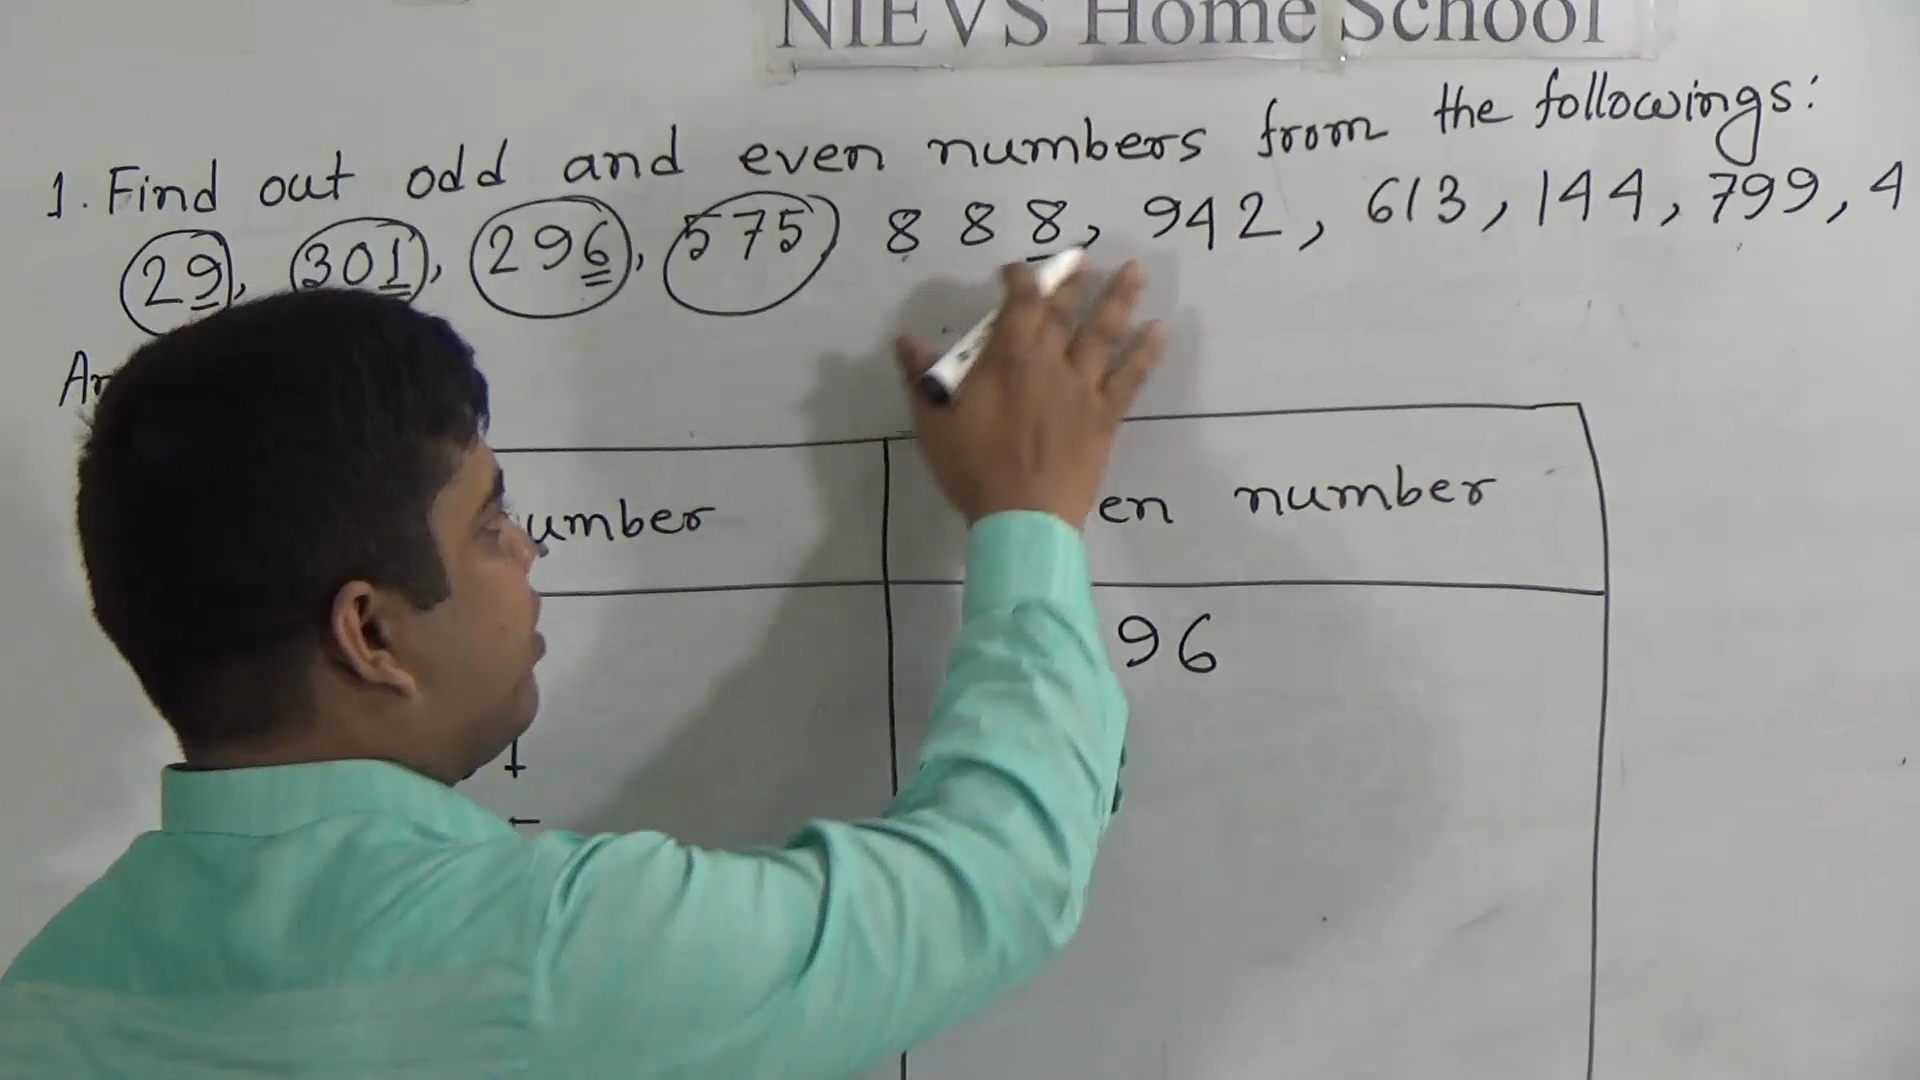 NIEVS Home School
1. Find out odd and even numbers from the followings:
29, 301, 296, 575 888, 942, 613, 144, 799, 4
umber
en number
96